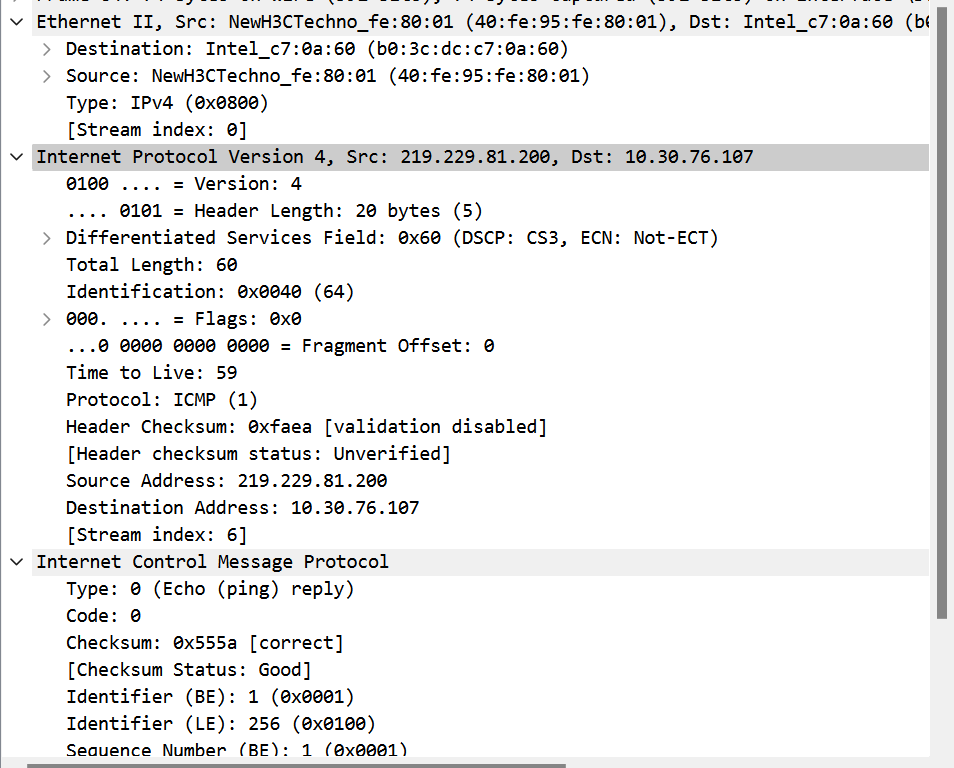 Ethernet II, Src: NewH3CTechno_fe:80:01 (40:fe:95:fe:80:01), Dst: Intel_c7:0a:60 (b0
Destination: Intel_c7:0a:60 (b0:3c:dc:c7:0a:60)
Source: NewH3CTechno_fe:80:01 (40:fe:95:fe:80:01)
Type: IPv4 (0x0800)
[Stream index: 0]
Internet Protocol Version 4, Src: 219.229.81.200, Dst: 10.30.76.107
0100 .... = Version: 4
.... 0101 = Header Length: 20 bytes (5)
Differentiated Services Field: 0x60 (DSCP: CS3, ECN: Not-ECT)
Total Length: 60
Identification: 0x0040 (64)
000. .... = Flags: 0x0
...0 0000 0000 0000 = Fragment Offset: 0
Time to Live: 59
Protocol: ICMP (1)
Header Checksum: 0xfaea [validation disabled]
[Header checksum status: Unverified]
Source Address: 219.229.81.200
Destination Address: 10.30.76.107
[Stream index: 6]
Internet Control Message Protocol
Type: 0 (Echo (ping) reply)
Code: 0
Checksum: 0x555a [correct]
[Checksum Status: Good]
Identifier (BE): 1 (0x0001)
Identifier (LE): 256 (0x0100)
Sequence Number (BE): 1 (0x0001)